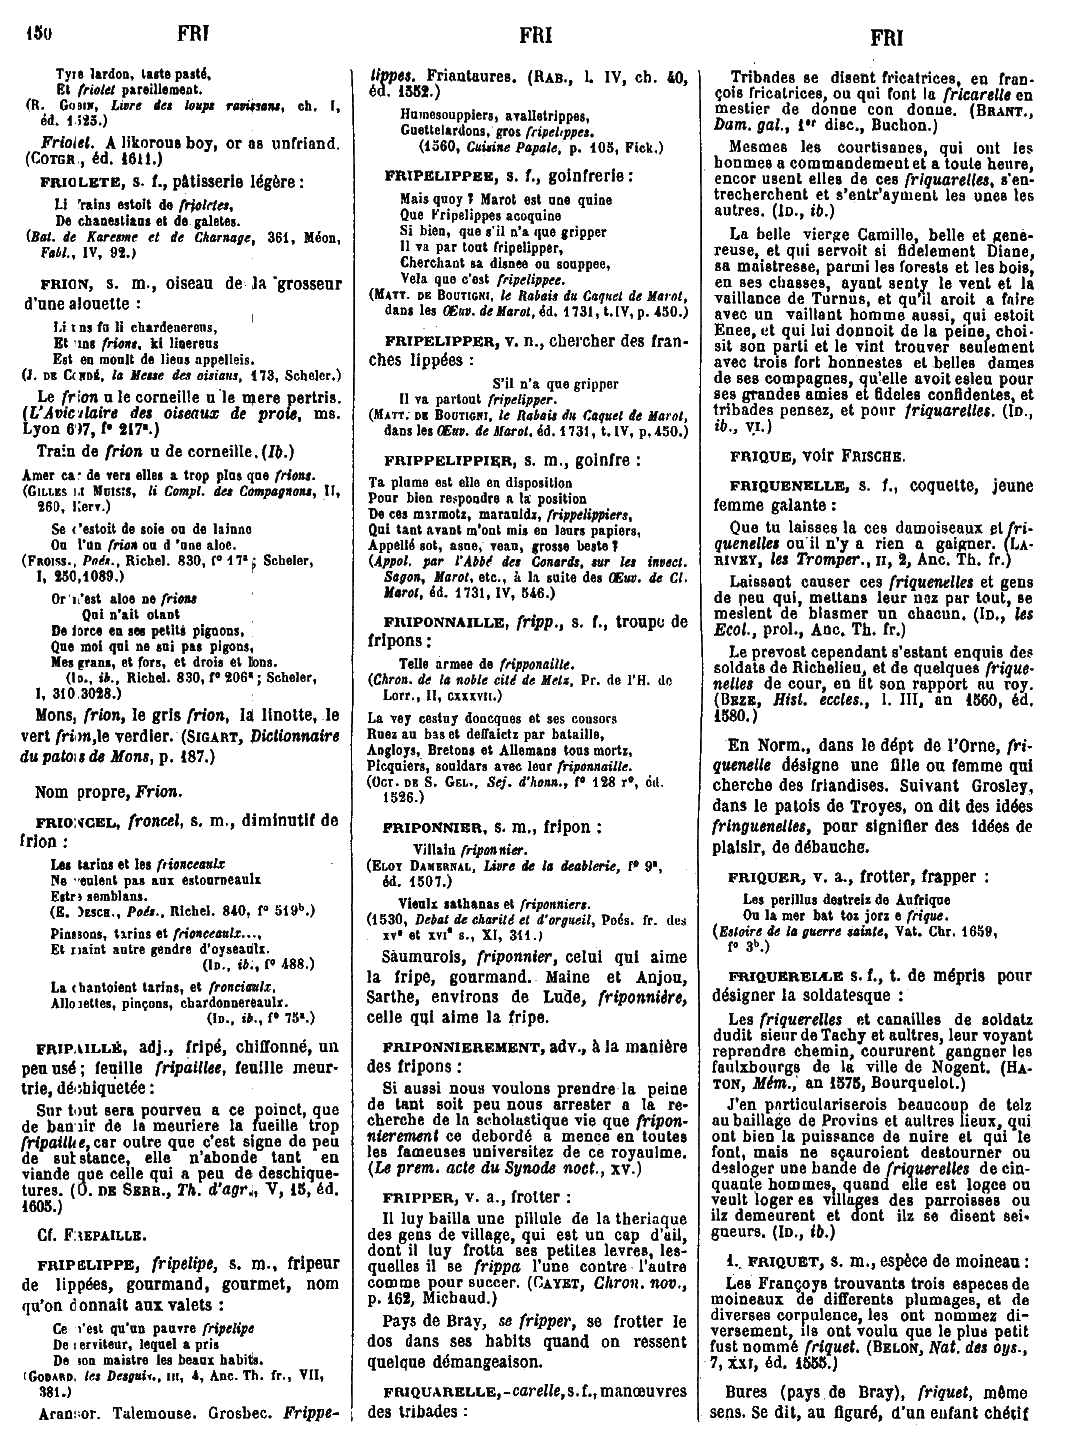 150 FRI
Tyre lardon, taste pasté,
Et friolet pareillement.
(R. Gobin, Livre des loups ravissans, ch. I,
éd. 1525.)
Friolet. A likorous boy, or as unfriand.
(Cotgr., éd. 1611.)
FRIOLETE, s. f., pâtisserie légère :
Li frains estoit de frioletes,
De chanestiaus et de galetes.
(Bat. de Karesme et de Charnage, 361, Méon,
Fabl., IV, 92.)
FRION, s. m., oiseau de la grosseur
d'une alouette :
Li uns fu li chardenereus,
Et uns frions, ki linereus
Est en moult de lieus appelleis.
(J. de Condé, la Messe des oisiaus, 173, Scheler.)
Le frion u le corneille u le mere pertris.
(L'Aviculaire des oiseaux de proie, ms.
Lyon 697, f° 217ª.)
Train de frion u de corneille. (Ib.)
Amer car de vers elles a trop plus que frions.
(Gilles li Muisis, li Compl. des Compagnons, II,
260, Kerv.)
Se c'estoit de soie ou de lainne
Ou l'un frion ou d'une aloe.
(Froiss., Poés., Richel. 830, f° 17ª; Scheler,
I, 250,1089.)
Or n'est aloe ne frions
Qui n'ait otant
De force en ses petits pignons,
Que moi qui ne sui pas pigons,
Mes grans, et fors, et drois et lons.
(Id., ib., Richel. 830, f° 206ª; Scheler,
I, 310.3028.)
Mons, frion, le gris frion, la linotte, le
vert frion, le verdier. (Sigart, Dictionnaire
du patois de Mons, p. 187.)
Nom propre, Frion.
FRIONCEL, froncel, s. m., diminutif de
frion :
Les tarins et les frionceaulx
Ne veulent pas aux estourneaulx
Estre semblans.
(E. Desch., Poés., Richel. 840, f° 519ᵇ.)
Pinssons, tarins et frionceaulx...,
Et maint autre gendre d'oyseaulx.
(Id., ib., f° 488.)
La chantoient tarins, et fronciaulx,
Allouettes, pinçons, chardonnereaulx.
(Id., ib., f° 75ª.)
FRIPAILLÉ, adj., fripé, chiffonné, un
peu usé ; feuille fripaillee, feuille meur-
trie, déchiquetée :
Sur tout sera pourveu a ce poinct, que
de bannir de la meuriere la fueille trop
fripaillee, car outre que c'est signe de peu
de substance, elle n'abonde tant en
viande que celle qui a peu de deschique-
tures. (O. de Serr., Th. d'agr., V, 15, éd.
1605.)
Cf. Frepaille.
FRIPELIPPE, fripelipe, s. m., fripeur
de lippées, gourmand, gourmet, nom
qu'on donnait aux valets :
Ce n'est qu'un pauvre fripelipe
De serviteur, lequel a pris
De son maistre les beaux habits.
(Godard, les Desguis., III, 4, Anc. Th. fr., VII,
381.)
Aransor. Talemouse. Grosbec. Frippe-
FRI
lippes. Friantaures. (Rab., l. IV, ch. 40,
éd. 1552.)
Humesouppiers, avalletrippes,
Guettelardons, gros fripelippes.
(1560, Cuisine Papale, p. 105, Fick.)
FRIPELIPPEE, s. f., goinfrerie :
Mais quoy ? Marot est une quine
Que Fripelippes acoquine
Si bien, que s'il n'a que gripper
Il va par tout fripelipper,
Cherchant sa disnee ou souppee,
Vela que c'est fripelippee.
(Matt. de Boutigni, le Rabais du Caquet de Marot,
dans les Œuv. de Marot, éd. 1731, t. IV, p. 450.)
FRIPELIPPER, v. n., chercher des fran-
ches lippées :
S'il n'a que gripper
Il va partout fripelipper.
(Matt. de Boutigni, le Rabais du Caquet de Marot,
dans les Œuv. de Marot, éd. 1731, t. IV, p. 450.)
FRIPPELIPPIER, s. m., goinfre :
Ta plume est elle en disposition
Pour bien respondre a ta position
De ces marmotz, marauldz, frippelippiers,
Qui tant avant m'ont mis en leurs papiers,
Appellé sot, asne, veau, grosse beste ?
(Appol. par l'Abbé des Conards, sur les invect.
Sagon, Marot, etc., à la suite des Œuv. de Cl.
Marot, éd. 1731, IV, 546.)
FRIPONNAILLE, fripp., s. f., troupe de
fripons :
Telle armee de fripponaille.
(Chron. de la noble cité de Metz, Pr. de l'H. de
Lorr., II, cxxxvii.)
La vey cestuy doncques et ses consors
Ruez au bas et deffaictz par bataille,
Angloys, Bretons et Allemans tous mortz,
Picquiers, souldars avec leur friponnaille.
(Oct. de S. Gel., Sej. d'honn., f° 128 r°, éd.
1526.)
FRIPONNIER, s. m., fripon :
Villain friponnier.
(Eloy Damernal, Livre de la deablerie, f° 9ª,
éd. 1507.)
Vieulx sathanas et friponniers.
(1530, Debat de charité et d'orgueil, Poés. fr. des
xvᵉ et xviᵉ s., XI, 311.)
Saumurois, friponnier, celui qui aime
la fripe, gourmand. Maine et Anjou,
Sarthe, environs de Lude, friponnière,
celle qui aime la fripe.
FRIPONNIEREMENT, adv., à la manière
des fripons :
Si aussi nous voulons prendre la peine
de tant soit peu nous arrester a la re-
cherche de la scholastique vie que fripon-
nierement ce debordé a mence en toutes
les fameuses universitez de ce royaulme.
(Le prem. acte du Synode noct., xv.)
FRIPPER, v. a., frotter :
Il luy bailla une pillule de la theriaque
des gens de village, qui est un cap d'ail,
dont il luy frotta ses petites levres, les-
quelles il se frippa l'une contre l'autre
comme pour succer. (Cayet, Chron. nov.,
p. 162, Michaud.)
Pays de Bray, se fripper, se frotter le
dos dans ses habits quand on ressent
quelque démangeaison.
FRIQUARELLE, -carelle, s. f., manœuvres
des tribades :
FRI
Tribades se disent fricatrices, en fran-
çois fricatrices, ou qui font la fricarelle en
mestier de donne con donne. (Brant.,
Dam. gal., 1ᵉʳ disc., Buchon.)
Mesmes les courtisanes, qui ont les
hommes a commandement et a toute heure,
encor usent elles de ces friquarelles, s'en-
trecherchent et s'entr'ayment les unes les
autres. (Id., ib.)
La belle vierge Camille, belle et gene-
reuse, et qui servoit si fidelement Diane,
sa maistresse, parmi les forests et les bois,
en ses chasses, ayant senty le vent et la
vaillance de Turnus, et qu'il aroit a faire
avec un vaillant homme aussi, qui estoit
Enee, et qui lui donnoit de la peine, choi-
sit son parti et le vint trouver seulement
avec trois fort honnestes et belles dames
de ses compagnes, qu'elle avoit esleu pour
ses grandes amies et fideles confidentes, et
tribades pensez, et pour friquarelles. (Id.,
ib., VI.)
FRIQUE, voir Frische.
FRIQUENELLE, s. f., coquette, jeune
femme galante :
Que tu laisses la ces damoiseaux et fri-
quenelles ou il n'y a rien a gaigner. (La-
rivey, les Tromper., II, 2, Anc. Th. fr.)
Laissant causer ces friquenelles et gens
de peu qui, mettans leur nez par tout, se
meslent de blasmer un chacun. (Id., les
Ecol., prol., Anc. Th. fr.)
Le prevost cependant s'estant enquis des
soldats de Richelieu, et de quelques frique-
nelles de cour, en fit son rapport au roy.
(Beze, Hist. eccles., l. III, an 1560, éd.
1580.)
En Norm., dans le dépt de l'Orne, fri-
quenelle désigne une fille ou femme qui
cherche des friandises. Suivant Grosley,
dans le patois de Troyes, on dit des idées
fringuenelles, pour signifier des idées de
plaisir, de débauche.
FRIQUER, v. a., frotter, frapper :
Les perillus destreiz de Aufrique
Ou la mer bat toz jorz e frique.
(Estoire de la guerre sainte, Vat. Chr. 1659,
f° 3ᵇ.)
FRIQUERELLE s. f., t. de mépris pour
désigner la soldatesque :
Les friquerelles et canailles de soldatz
dudit sieur de Tachy et aultres, leur voyant
reprendre chemin, coururent gangner les
faulxbourgs de la ville de Nogent. (Ha-
ton, Mém., an 1575, Bourquelot.)
J'en particulariserois beaucoup de telz
au baillage de Provins et aultres lieux, qui
ont bien la puissance de nuire et qui le
font, mais ne sçauroient destourner ou
desloger une bande de friquerelles de cin-
quante hommes, quand elle est logee ou
veult loger es villages des parroisses ou
ilz demeurent et dont ilz se disent sei-
gneurs. (Id., ib.)
1. FRIQUET, s. m., espèce de moineau :
Les Françoys trouvants trois especes de
moineaux de differents plumages, et de
diverses corpulence, les ont nommez di-
versement, ils ont voulu que le plus petit
fust nommé friquet. (Belon, Nat. des oys.,
7, XXI, éd. 1555.)
Bures (pays de Bray), friquet, même
sens. Se dit, au figuré, d'un enfant chétif